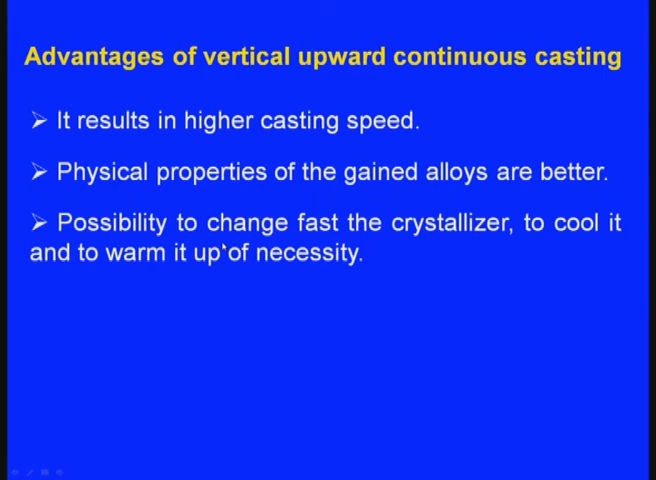 Advantages of vertical upward continuous casting
➢ It results in higher casting speed.
➢ Physical properties of the gained alloys are better.
➢ Possibility to change fast the crystallizer, to cool it
and to warm it up of necessity.